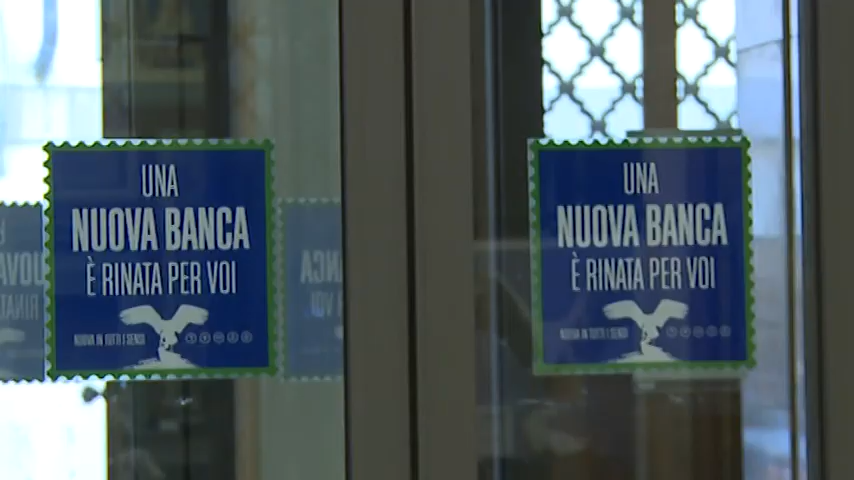 UNA
NUOVA BANCA
È RINATA PER VOI
NUOVA IN TUTTI I SENSI
UNA
NUOVA BANCA
È RINATA PER VOI
NUOVA IN TUTTI I SENSI